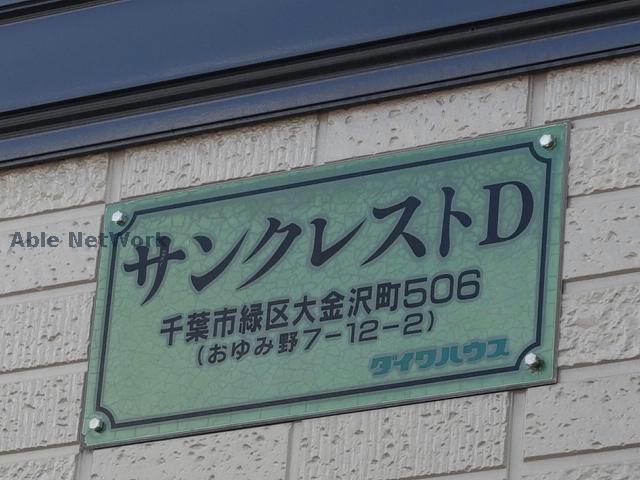 サンクレストD
千葉市緑区大金沢町506
(おゆみ野7-12-2)
ダイワハウス
Able NetWork